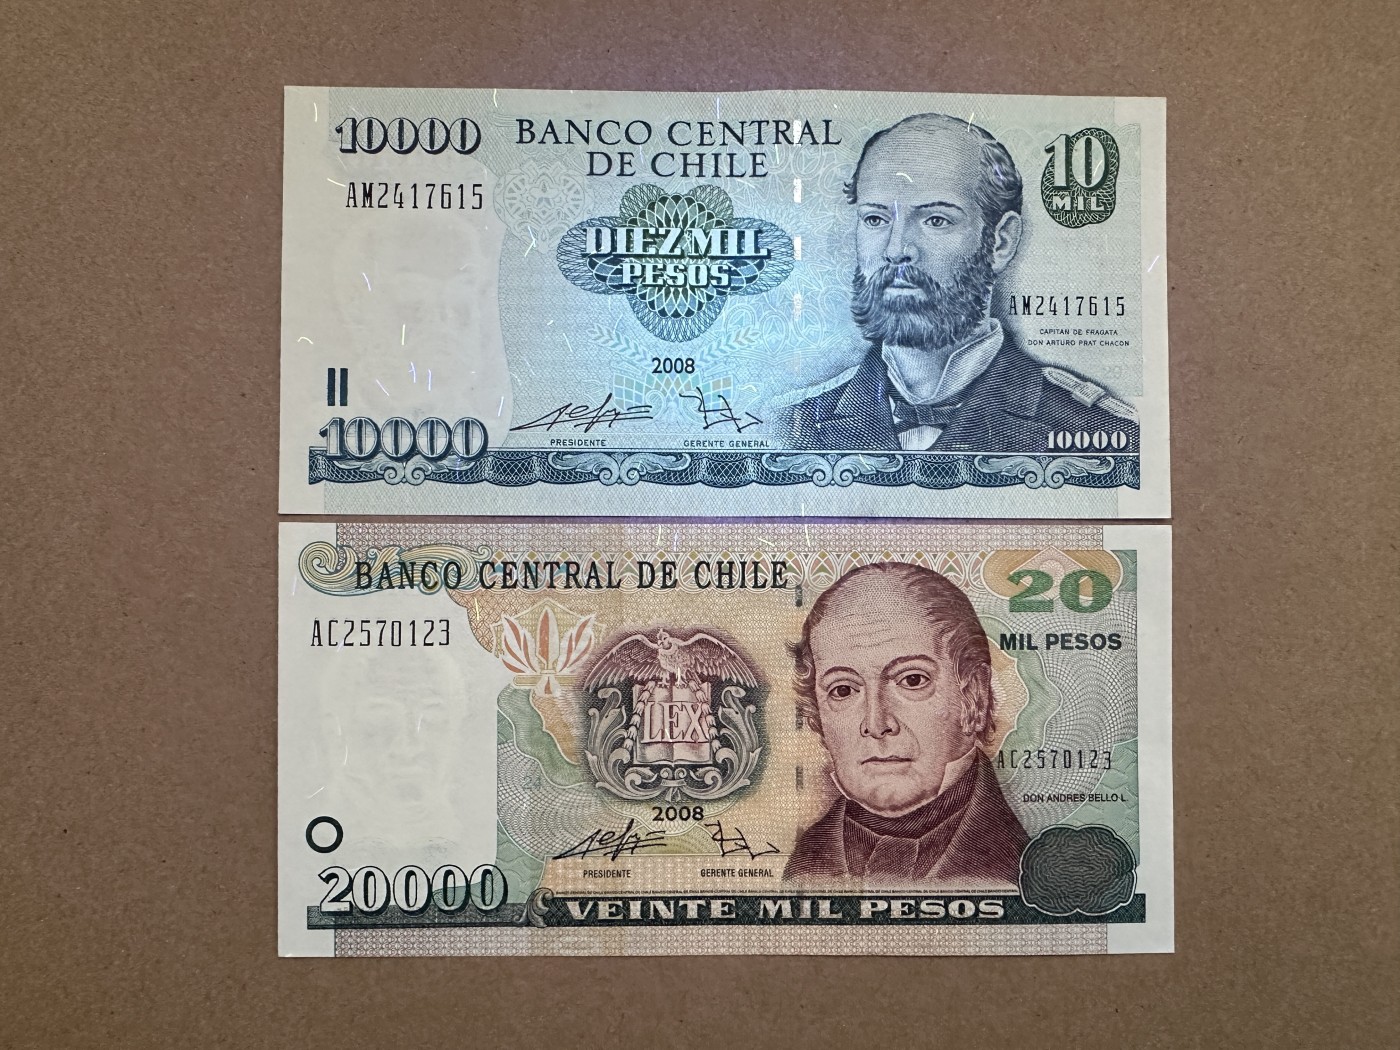 10000
BANCO CENTRAL
DE CHILE
10
MIL
AM2417615
DIEZ MIL
PESOS
AM2417615
CAPITAN DE FRAGATA
DON ARTURO PRAT CHACON
2008
PRESIDENTE
GERENTE GENERAL
10000
10000
BANCO CENTRAL DE CHILE
20
MIL PESOS
AC2570123
LEX
AC2570123
DON ANDRES BELLO L.
2008
PRESIDENTE
GERENTE GENERAL
20000
VEINTE MIL PESOS